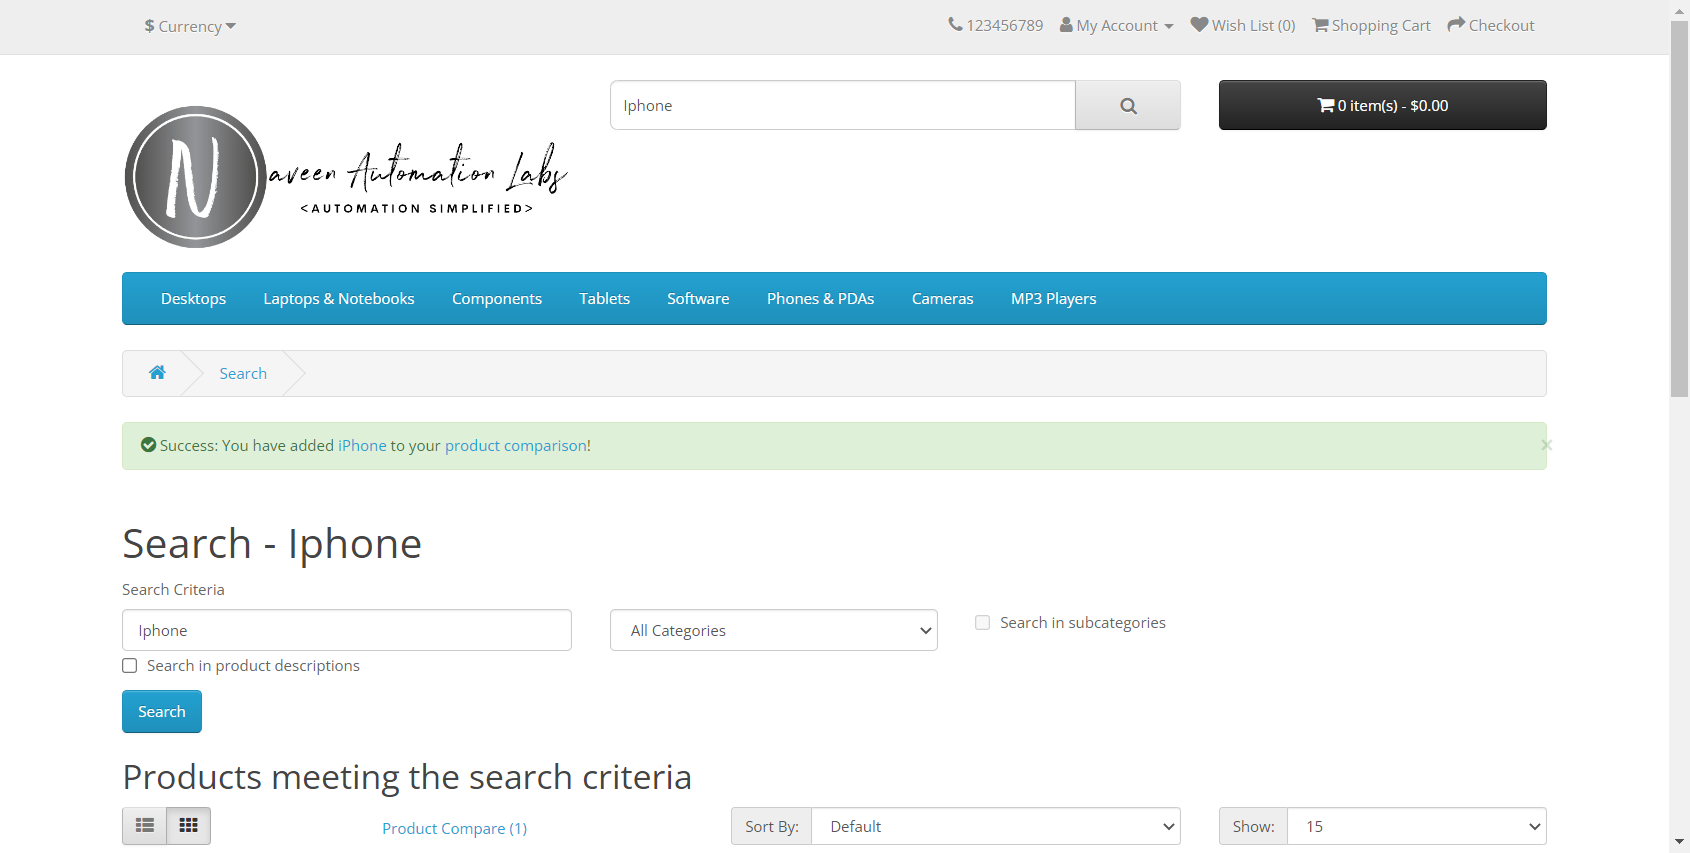 $ Currency
123456789 My Account Wish List (0) Shopping Cart Checkout
Iphone
0 item(s) - $0.00
N
aveen Automation Labs
<AUTOMATION SIMPLIFIED>
Desktops Laptops & Notebooks Components Tablets Software Phones & PDAs Cameras MP3 Players
Search
Success: You have added iPhone to your product comparison!
×
Search - Iphone
Search Criteria
Iphone All Categories Search in subcategories
Search in product descriptions
Search
Products meeting the search criteria
Product Compare (1) Sort By: Default Show: 15